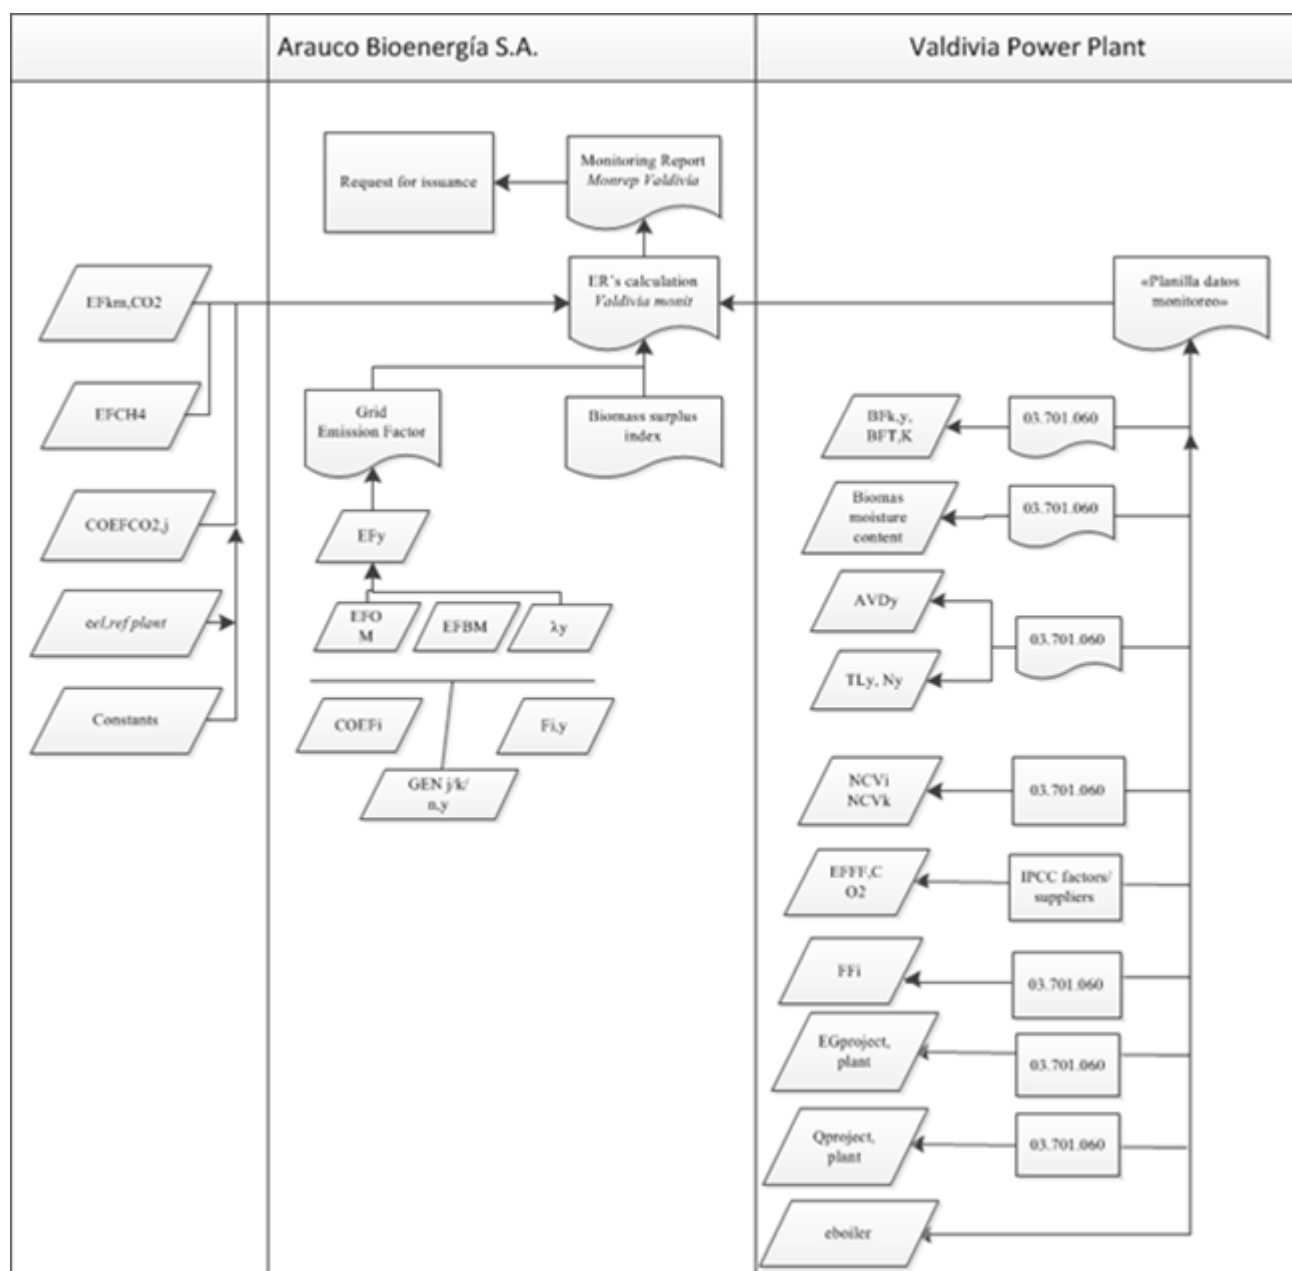 Arauco Bioenergía S.A.
Valdivia Power Plant
Request for issuance
Monitoring Report
Monrep Valdivia
EFkm,CO2
ER's calculation
Valdivia monit
«Planilla datos
monitoreo»
EFCH4
Grid
Emission Factor
Biomass surplus
index
BFk,y,
BFT,K
03.701.060
COEFCO2,j
EFy
Biomas
moisture
content
03.701.060
eel,ref plant
EFO
M
EFBM
λy
AVDy
03.701.060
TLy, Ny
Constants
COEFi
Fi,y
GEN j/k/
n,y
NCVi
NCVk
03.701.060
EFFF,C
O2
IPCC factors/
suppliers
FFi
03.701.060
EGproject,
plant
03.701.060
Qproject,
plant
03.701.060
eboiler